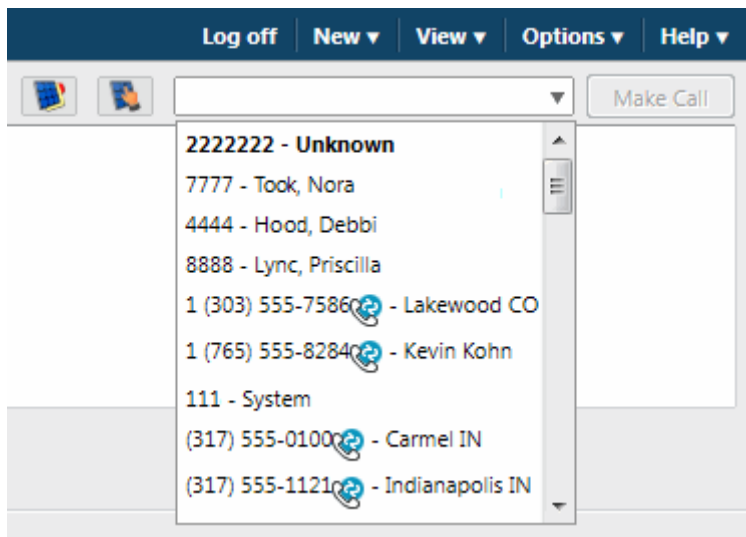 Log off New ▾ View ▾ Options ▾ Help ▾
Make Call
2222222 - Unknown
7777 - Took, Nora
4444 - Hood, Debbi
8888 - Lync, Priscilla
1 (303) 555-7586 - Lakewood CO
1 (765) 555-8284 - Kevin Kohn
111 - System
(317) 555-0100 - Carmel IN
(317) 555-1121 - Indianapolis IN